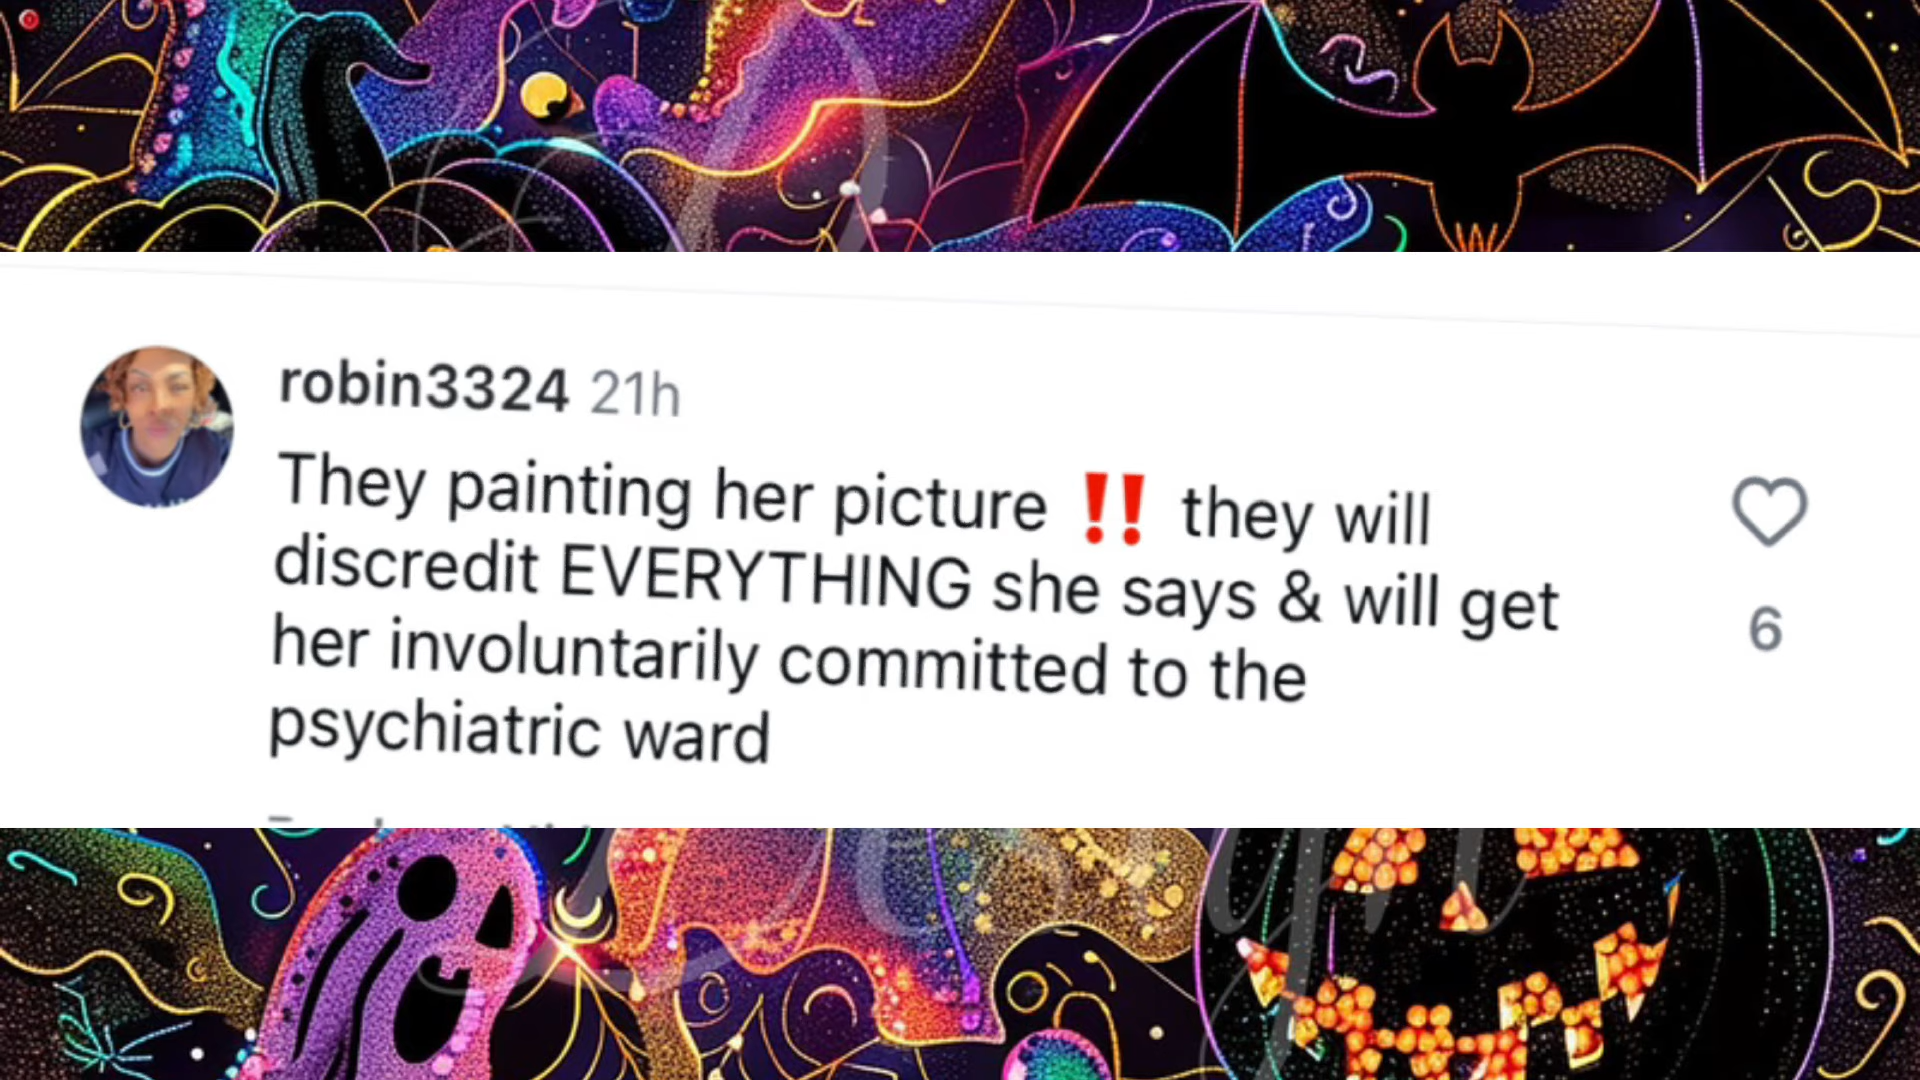 robin3324 21h
They painting her picture ‼️ they will
discredit EVERYTHING she says & will get
her involuntarily committed to the
psychiatric ward
6